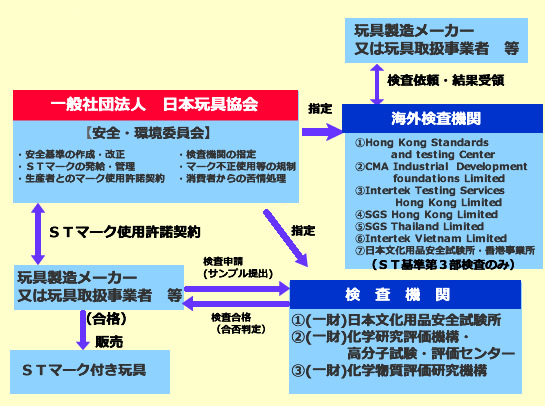 玩具製造メーカー
又は玩具取扱事業者　等
検査依頼・結果受領
一般社団法人　日本玩具協会
【安全・環境委員会】
・安全基準の作成・改正
・ＳＴマークの発給・管理
・生産者とのマーク使用許諾契約
・検査機関の指定
・マーク不正使用等の規制
・消費者からの苦情処理
指定
海外検査機関
①Hong Kong Standards
and testing Center
②CMA Industrial Development
foundations Limited
③Intertek Testing Services
Hong Kong Limited
④SGS Hong Kong Limited
⑤SGS Thailand Limited
⑥Intertek Vietnam Limited
⑦日本文化用品安全試験所・香港事業所
（ＳＴ基準第３部検査のみ）
ＳＴマーク使用許諾契約
指定
玩具製造メーカー
又は玩具取扱事業者　等
検査申請
(サンプル提出)
検査合格
(合否判定)
検　査　機　関
①(一財)日本文化用品安全試験所
②(一財)化学研究評価機構・
高分子試験・評価センター
③(一財)化学物質評価研究機構
（合格）
販売
ＳＴマーク付き玩具